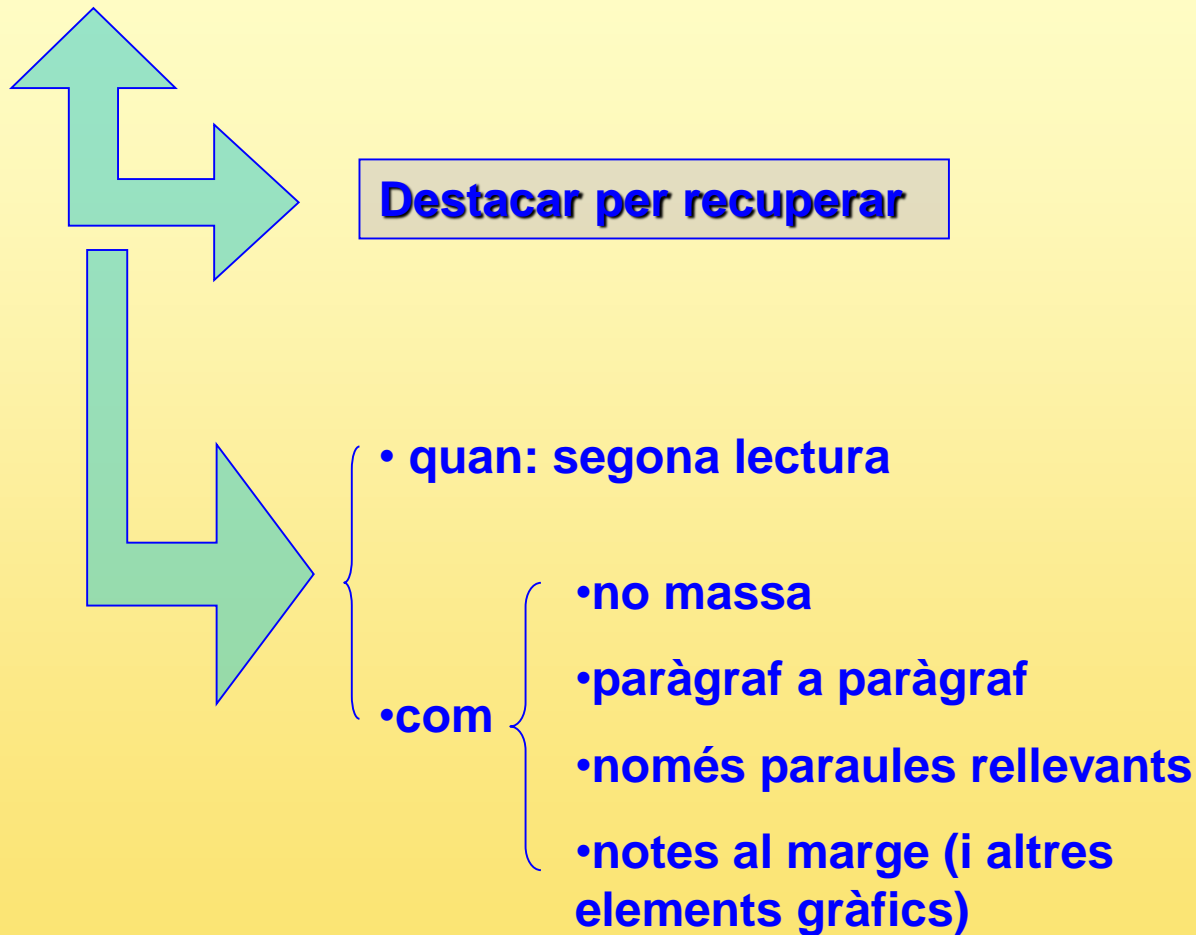 Destacar per recuperar
• quan: segona lectura
•com
•no massa
•paràgraf a paràgraf
•només paraules rellevants
•notes al marge (i altres
elements gràfics)